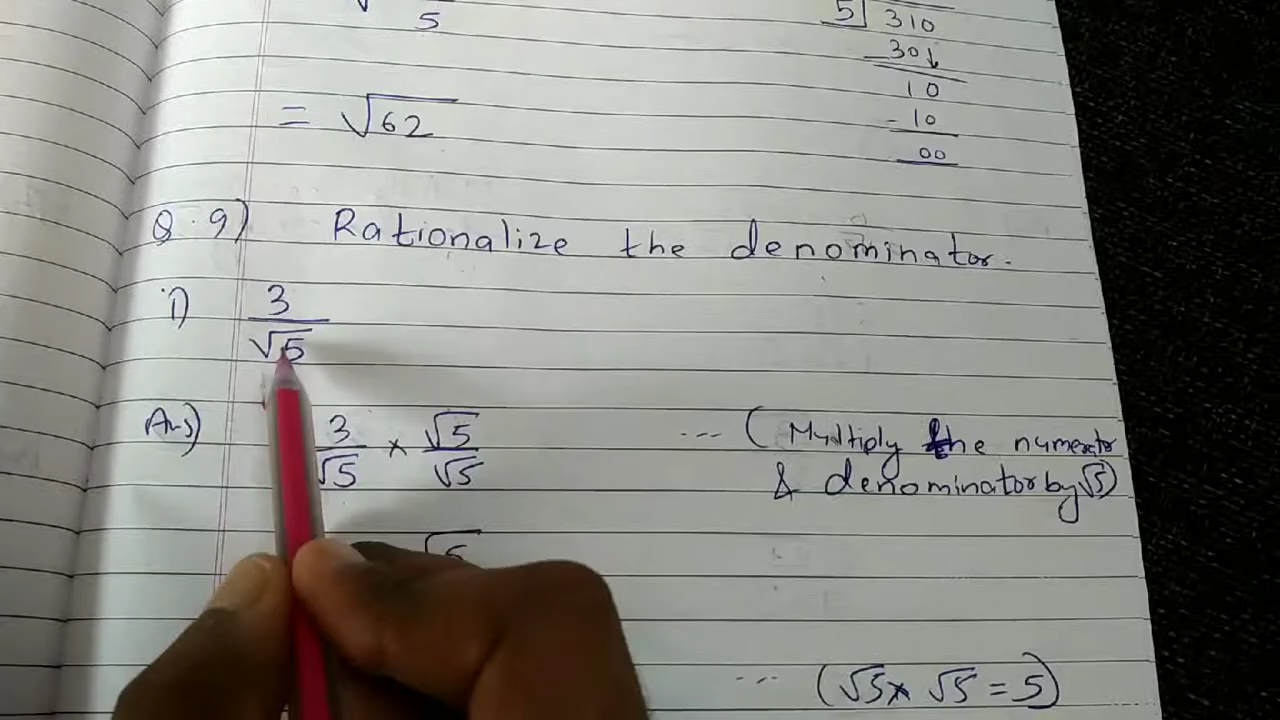 √ 5
5 | 310
30↓
10
- 10
00
= √62
Q.9) Rationalize the denominator.
i) 3/√5
Ans) 3/√5 × √5/√5 --- (Multiply the numerator
& denominator by √5)
√5
--- (√5 × √5 = 5)